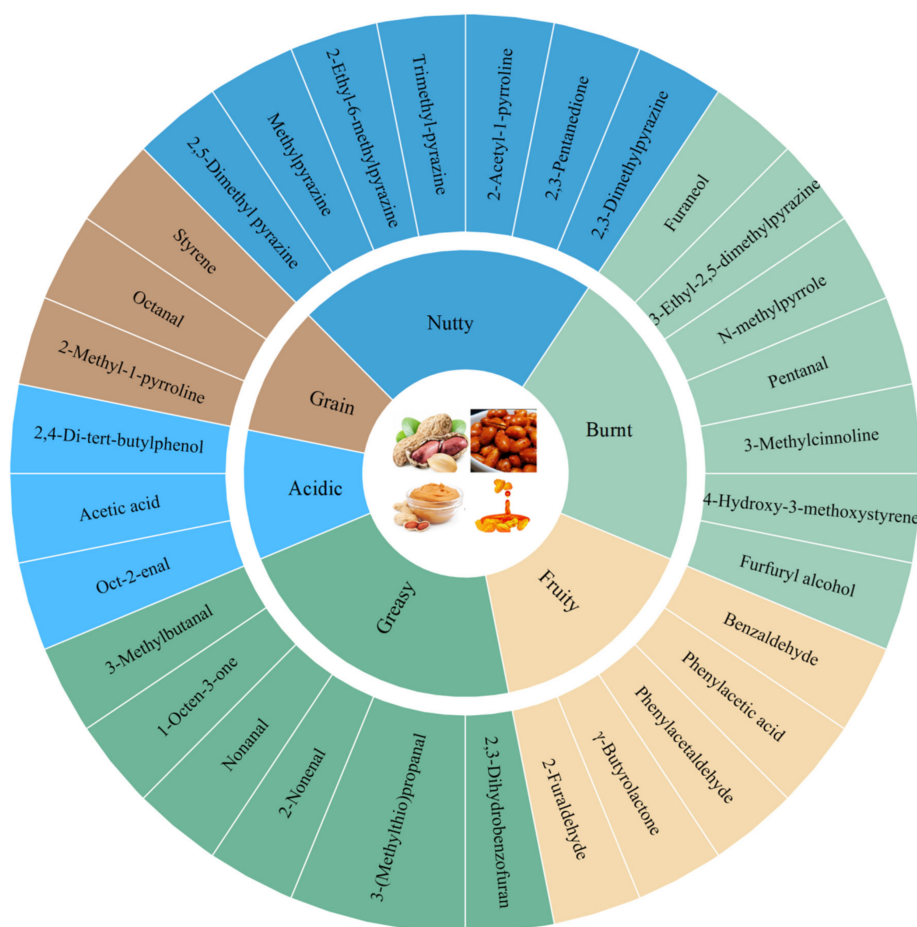 2,5-Dimethyl pyrazine
Methylpyrazine
2-Ethyl-6-methylpyrazine
Trimethyl-pyrazine
2-Acetyl-1-pyrroline
2,3-Pentanedione
2,3-Dimethylpyrazine
Furaneol
3-Ethyl-2,5-dimethylpyrazine
N-methylpyrrole
Pentanal
3-Methylcinnoline
4-Hydroxy-3-methoxystyrene
Furfuryl alcohol
Benzaldehyde
Phenylacetic acid
Phenylacetaldehyde
γ-Butyrolactone
2-Furaldehyde
2,3-Dihydrobenzofuran
3-(Methylthio)propanal
2-Nonenal
Nonanal
1-Octen-3-one
3-Methylbutanal
Oct-2-enal
Acetic acid
2,4-Di-tert-butylphenol
2-Methyl-1-pyrroline
Octanal
Styrene
Nutty
Burnt
Fruity
Greasy
Acidic
Grain